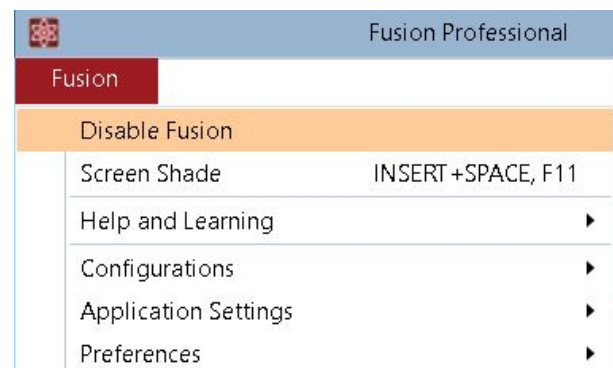 Fusion Professional
Fusion
Disable Fusion
Screen Shade INSERT+SPACE, F11
Help and Learning
Configurations
Application Settings
Preferences